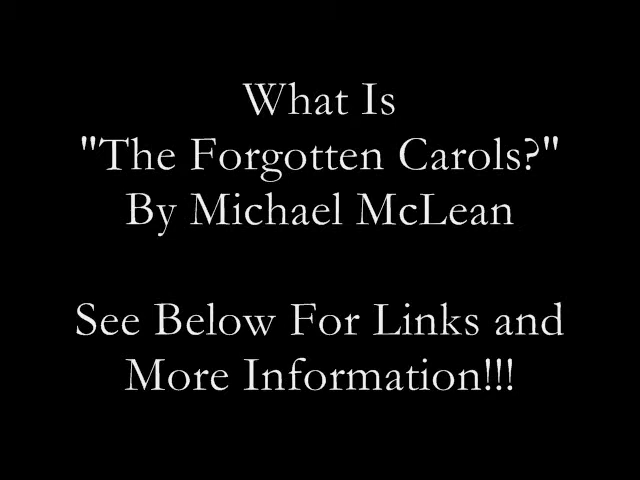 What Is
"The Forgotten Carols?"
By Michael McLean
See Below For Links and
More Information!!!